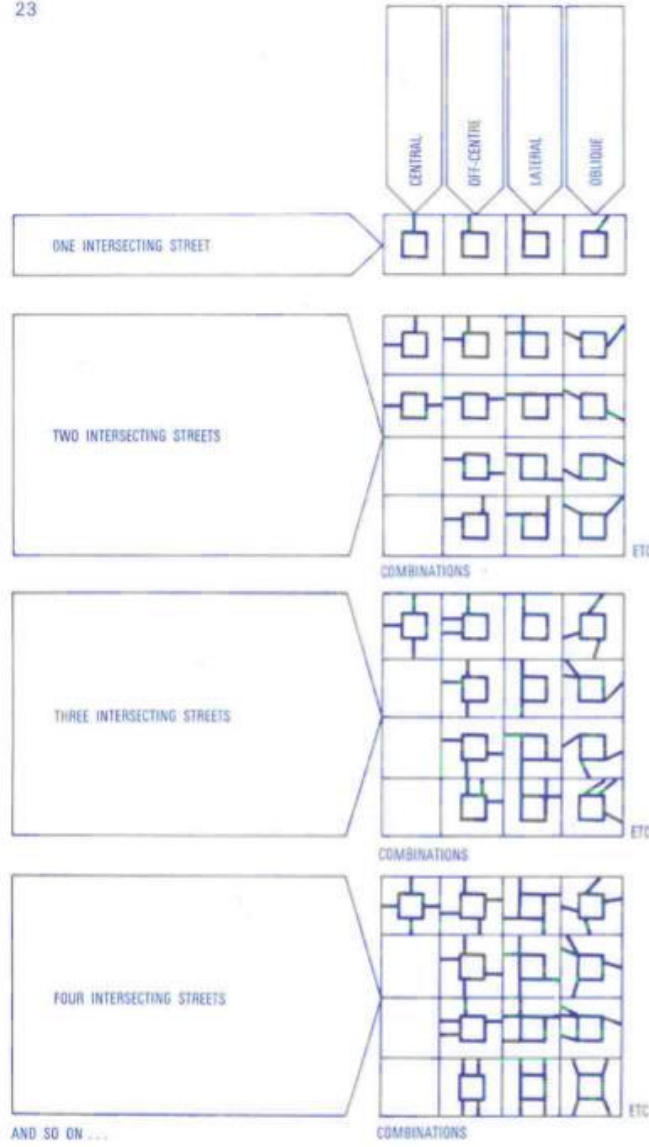 23
CENTRAL
OFF-CENTRE
LATERAL
OBLIQUE
ONE INTERSECTING STREET
TWO INTERSECTING STREETS
ETC
COMBINATIONS
THREE INTERSECTING STREETS
ETC
COMBINATIONS
FOUR INTERSECTING STREETS
ETC
AND SO ON ...
COMBINATIONS